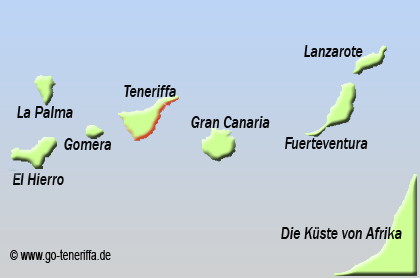 Lanzarote
Teneriffa
La Palma
Gran Canaria
Gomera
Fuerteventura
El Hierro
Die Küste von Afrika
© www.go-teneriffa.de